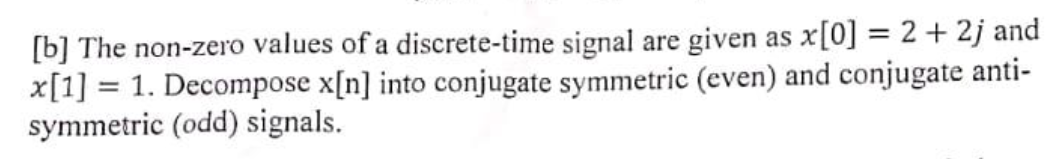 [b] The non-zero values of a discrete-time signal are given as x[0] = 2 + 2j and
x[1] = 1. Decompose x[n] into conjugate symmetric (even) and conjugate anti-
symmetric (odd) signals.